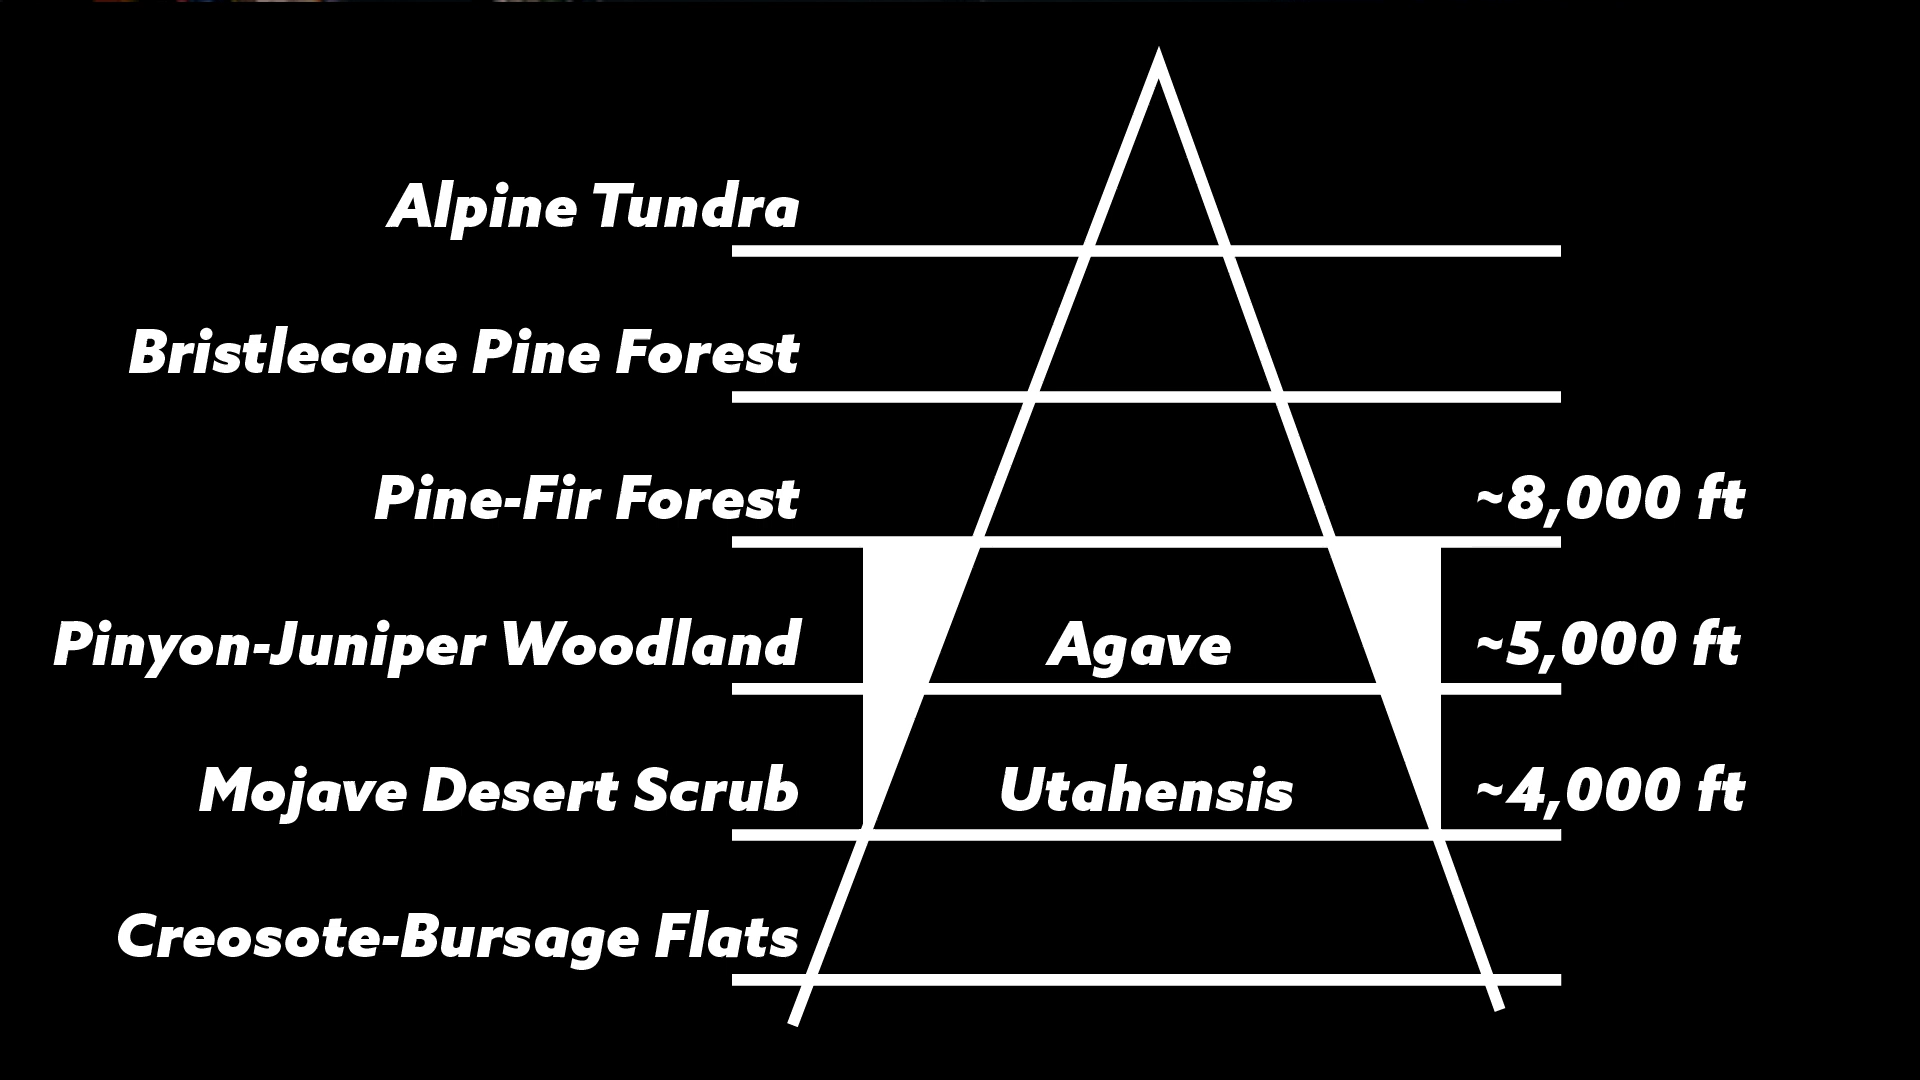 Alpine Tundra
Bristlecone Pine Forest
Pine-Fir Forest
~8,000 ft
Pinyon-Juniper Woodland
Agave
~5,000 ft
Mojave Desert Scrub
Utahensis
~4,000 ft
Creosote-Bursage Flats